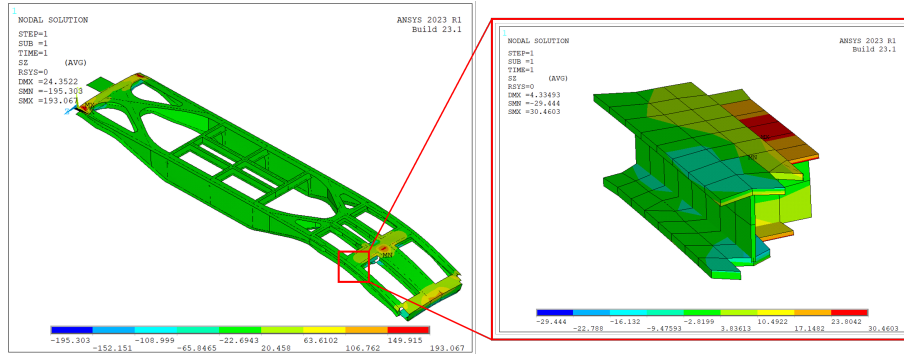 1
NODAL SOLUTION
ANSYS 2023 R1
Build 23.1
STEP=1
SUB =1
TIME=1
SZ (AVG)
RSYS=0
DMX =24.3522
SMN =-195.303
SMX =193.067
MX
MN
-195.303 -108.999 -22.6943 63.6102 149.915
-152.151 -65.8465 20.458 106.762 193.067
1
NODAL SOLUTION
ANSYS 2023 R1
Build 23.1
STEP=1
SUB =1
TIME=1
SZ (AVG)
RSYS=0
DMX =4.33493
SMN =-29.444
SMX =30.4603
MX
MN
-29.444 -16.132 -2.8199 10.4922 23.8042
-22.788 -9.47593 3.83613 17.1482 30.4603